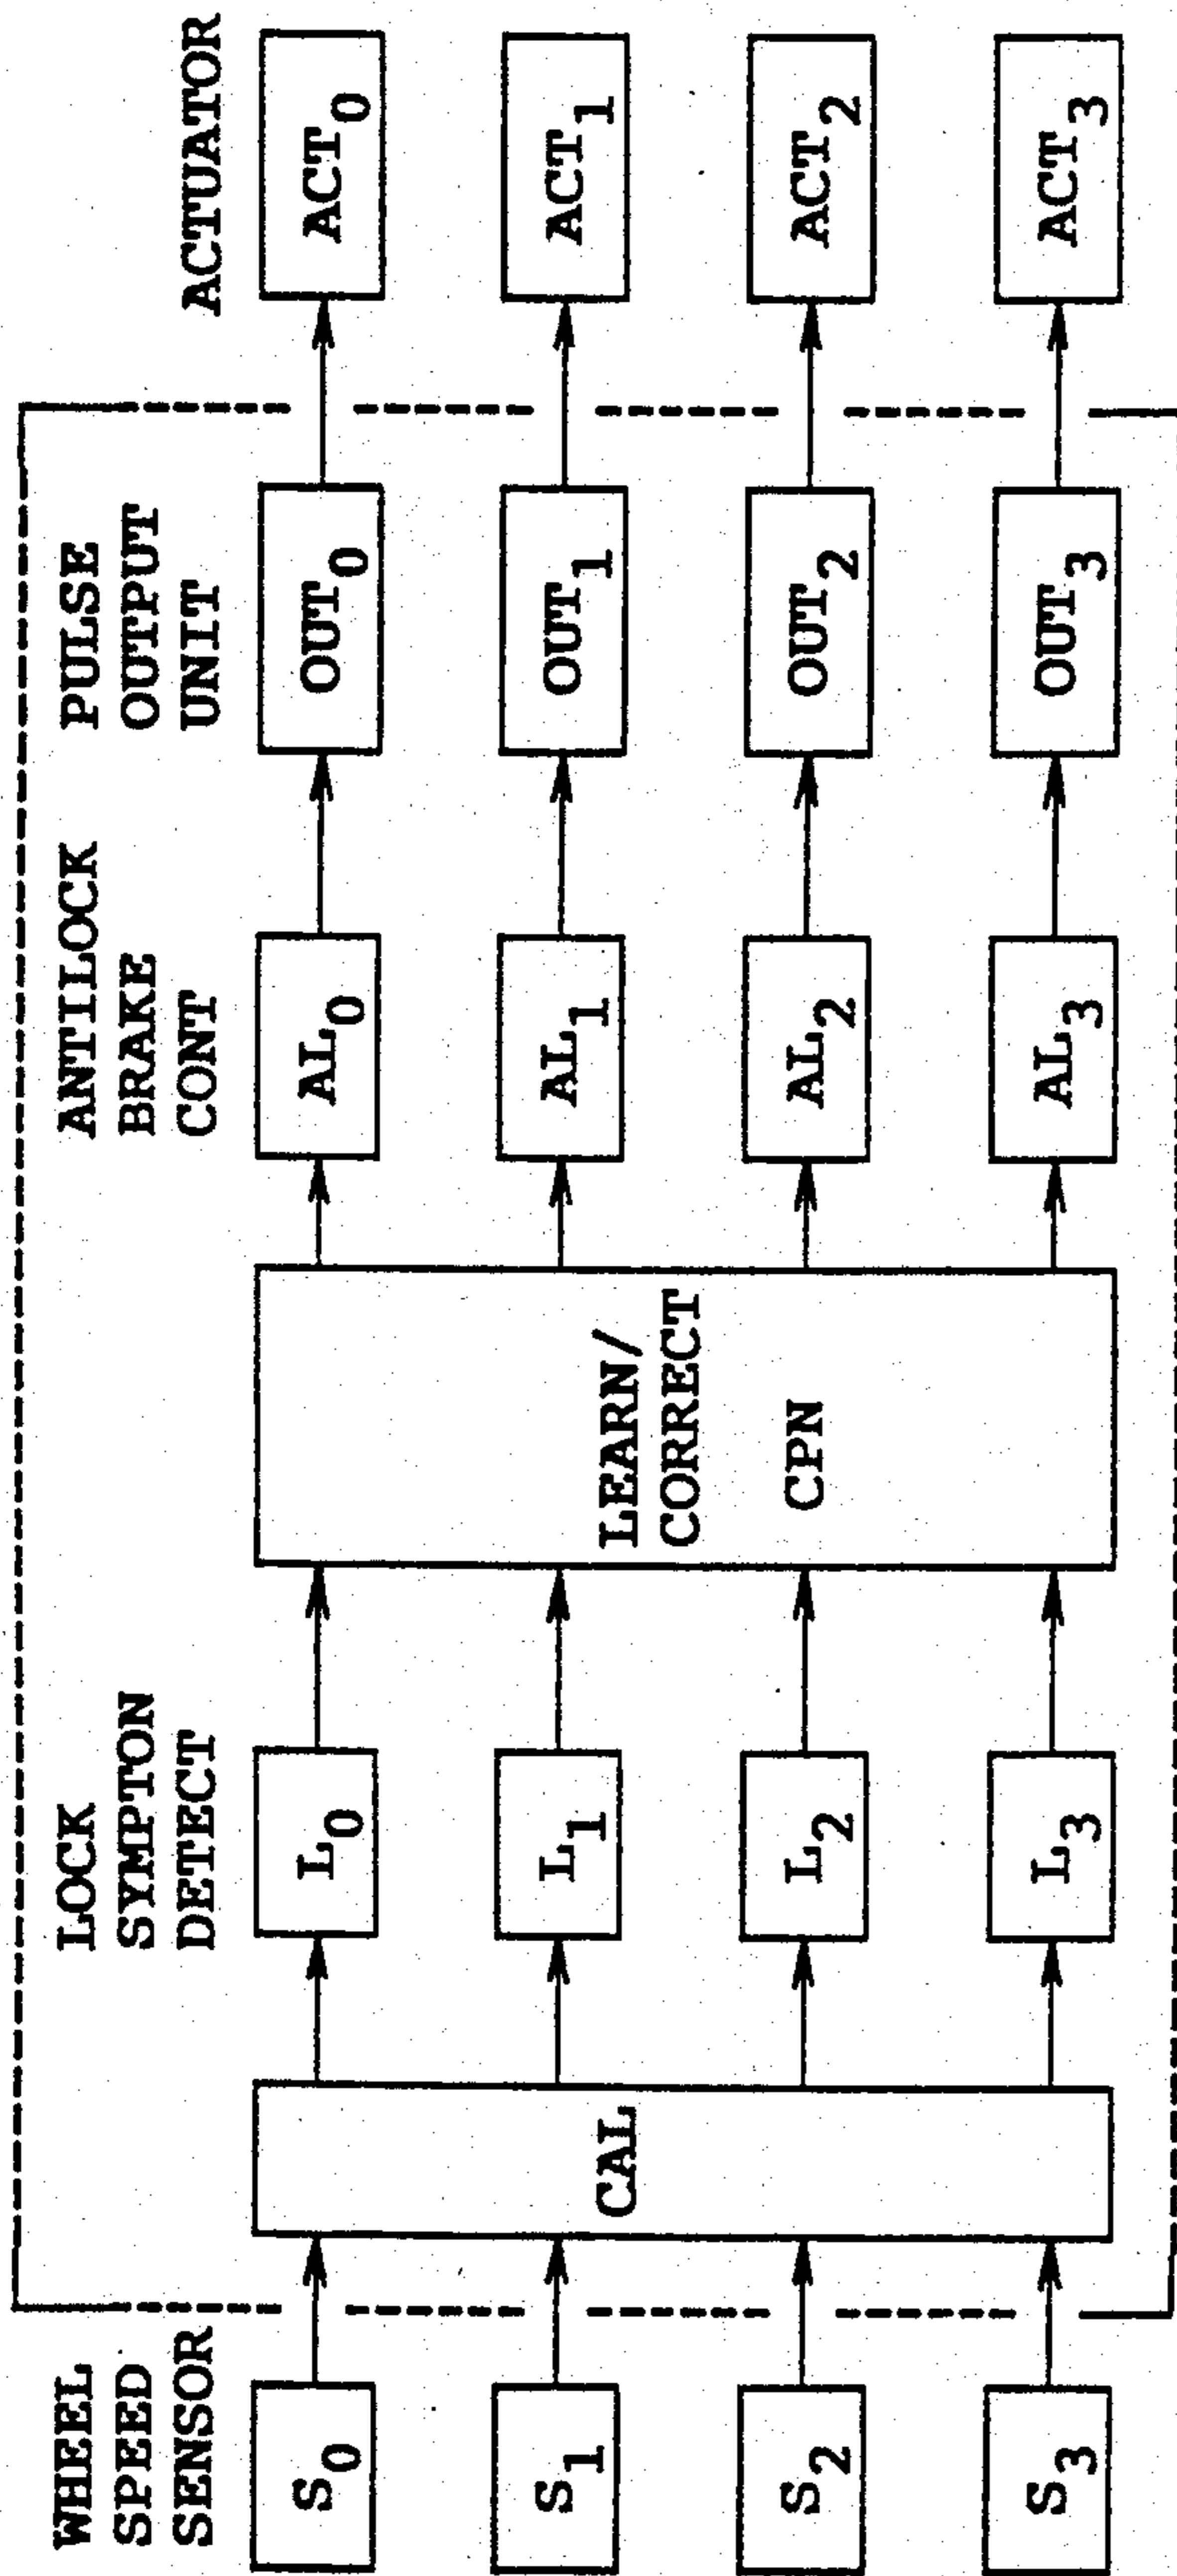 WHEEL
SPEED
SENSOR
LOCK
SYMPTON
DETECT
ANTILOCK
BRAKE
CONT
PULSE
OUTPUT
UNIT
ACTUATOR
S0
L0
AL0
OUT0
ACT0
S1
L1
AL1
OUT1
ACT1
CAL
LEARN/
CORRECT
CPN
S2
L2
AL2
OUT2
ACT2
S3
L3
AL3
OUT3
ACT3